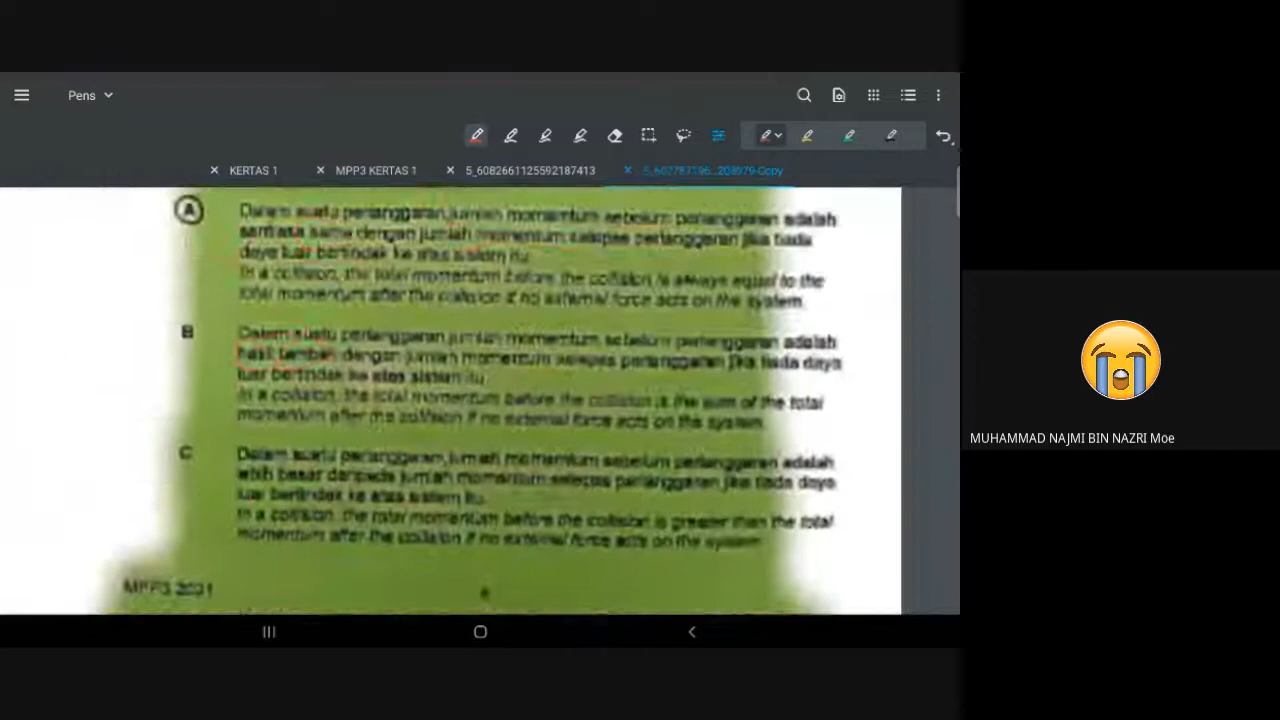 Pens
KERTAS 1
MPP3 KERTAS 1
5_6082661125592187413
5_602783196...208979-Copy
A
Dalam suatu perlanggaran, jumlah momentum sebelum perlanggaran adalah
sentiasa sama dengan jumlah momentum selepas perlanggaran jika tiada
daya luar bertindak ke atas sistem itu.
In a collision, the total momentum before the collision is always equal to the
total momentum after the collision if no external force acts on the system.
B
Dalam suatu perlanggaran, jumlah momentum sebelum perlanggaran adalah
hasil tambah dengan jumlah momentum selepas perlanggaran jika tiada daya
luar bertindak ke atas sistem itu.
In a collision, the total momentum before the collision is the sum of the total
momentum after the collision if no external force acts on the system.
C
Dalam suatu perlanggaran, jumlah momentum sebelum perlanggaran adalah
lebih besar daripada jumlah momentum selepas perlanggaran jika tiada daya
luar bertindak ke atas sistem itu.
In a collision, the total momentum before the collision is greater than the total
momentum after the collision if no external force acts on the system.
MPP3 2021
MUHAMMAD NAJMI BIN NAZRI Moe